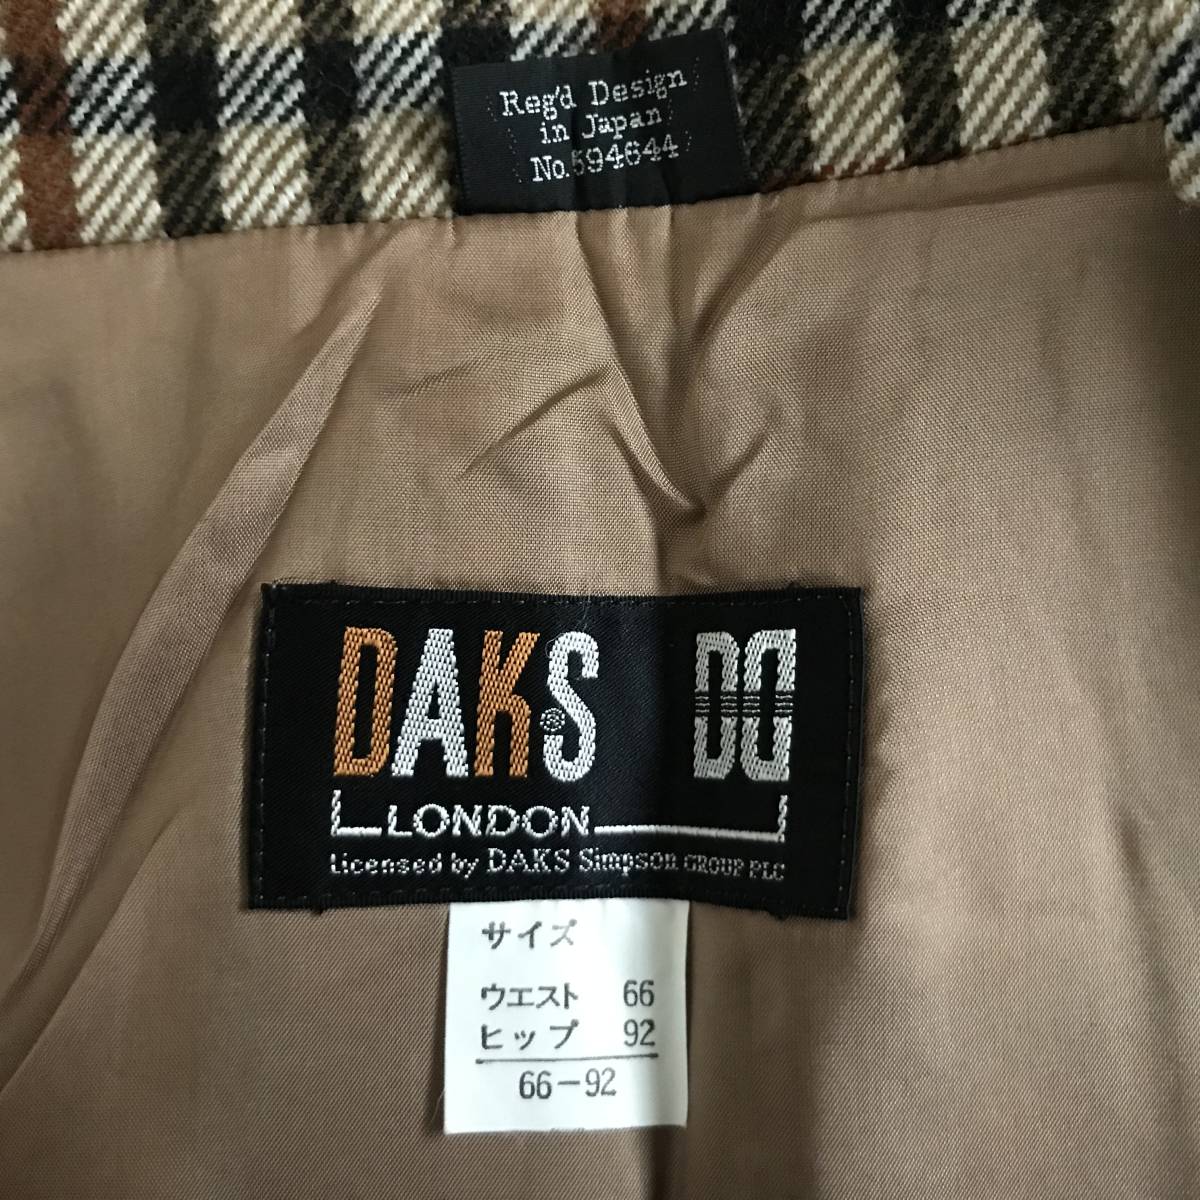 Reg'd Design
in Japan
No.594644
DAKS DD
®
LONDON
Licensed by DAKS Simpson GROUP PLC
サイズ
ウエスト 66
ヒップ 92
66-92